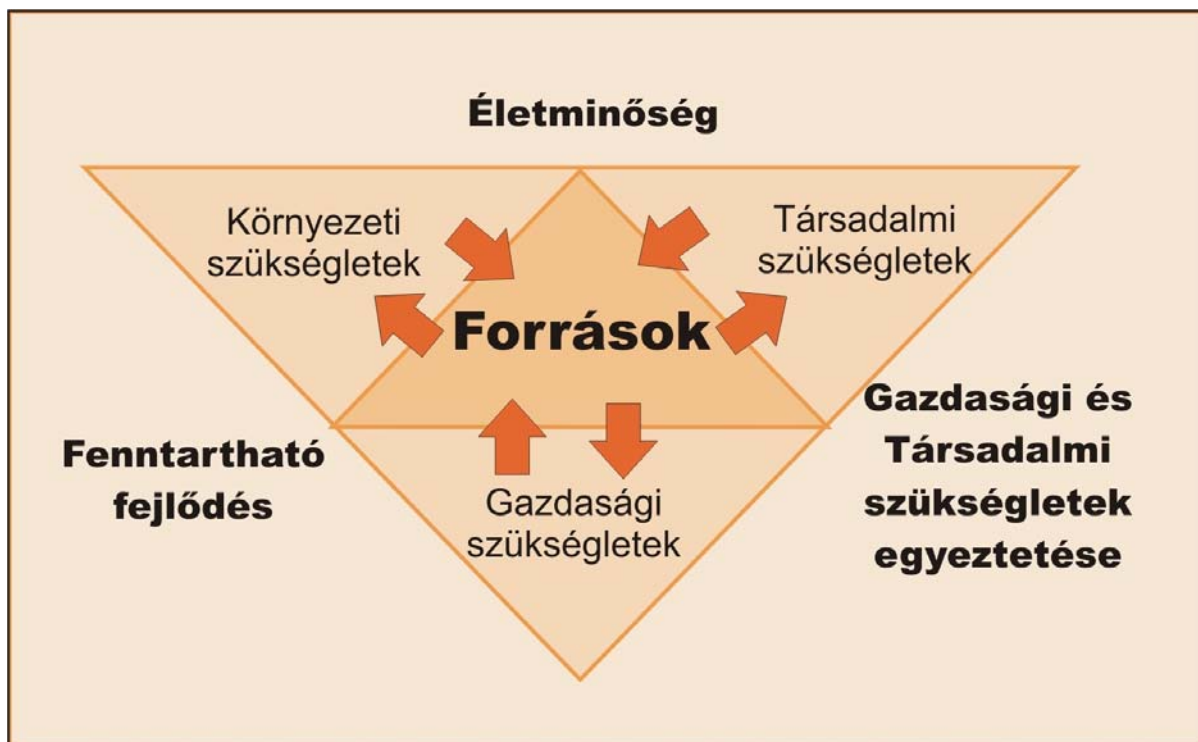 Életminőség
Környezeti
szükségletek
Társadalmi
szükségletek
Források
Fenntartható
fejlődés
Gazdasági
szükségletek
Gazdasági és
Társadalmi
szükségletek
egyeztetése